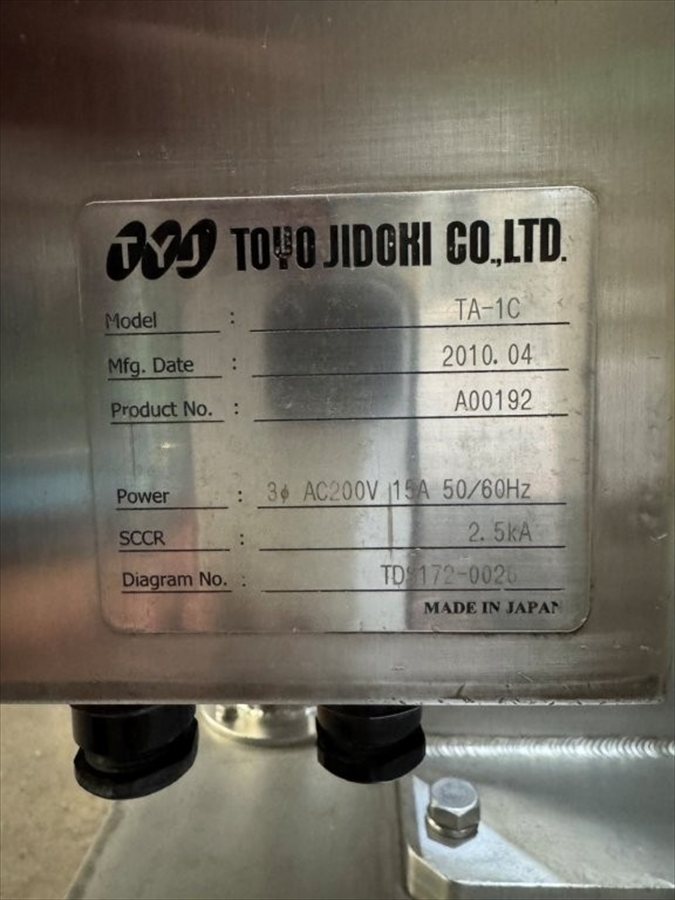 TYJ TOYO JIDOKI CO.,LTD.
Model : TA-1C
Mfg. Date : 2010. 04
Product No. : A00192
Power : 3φ AC200V 15A 50/60Hz
SCCR : 2. 5kA
Diagram No. :
MADE IN JAPAN